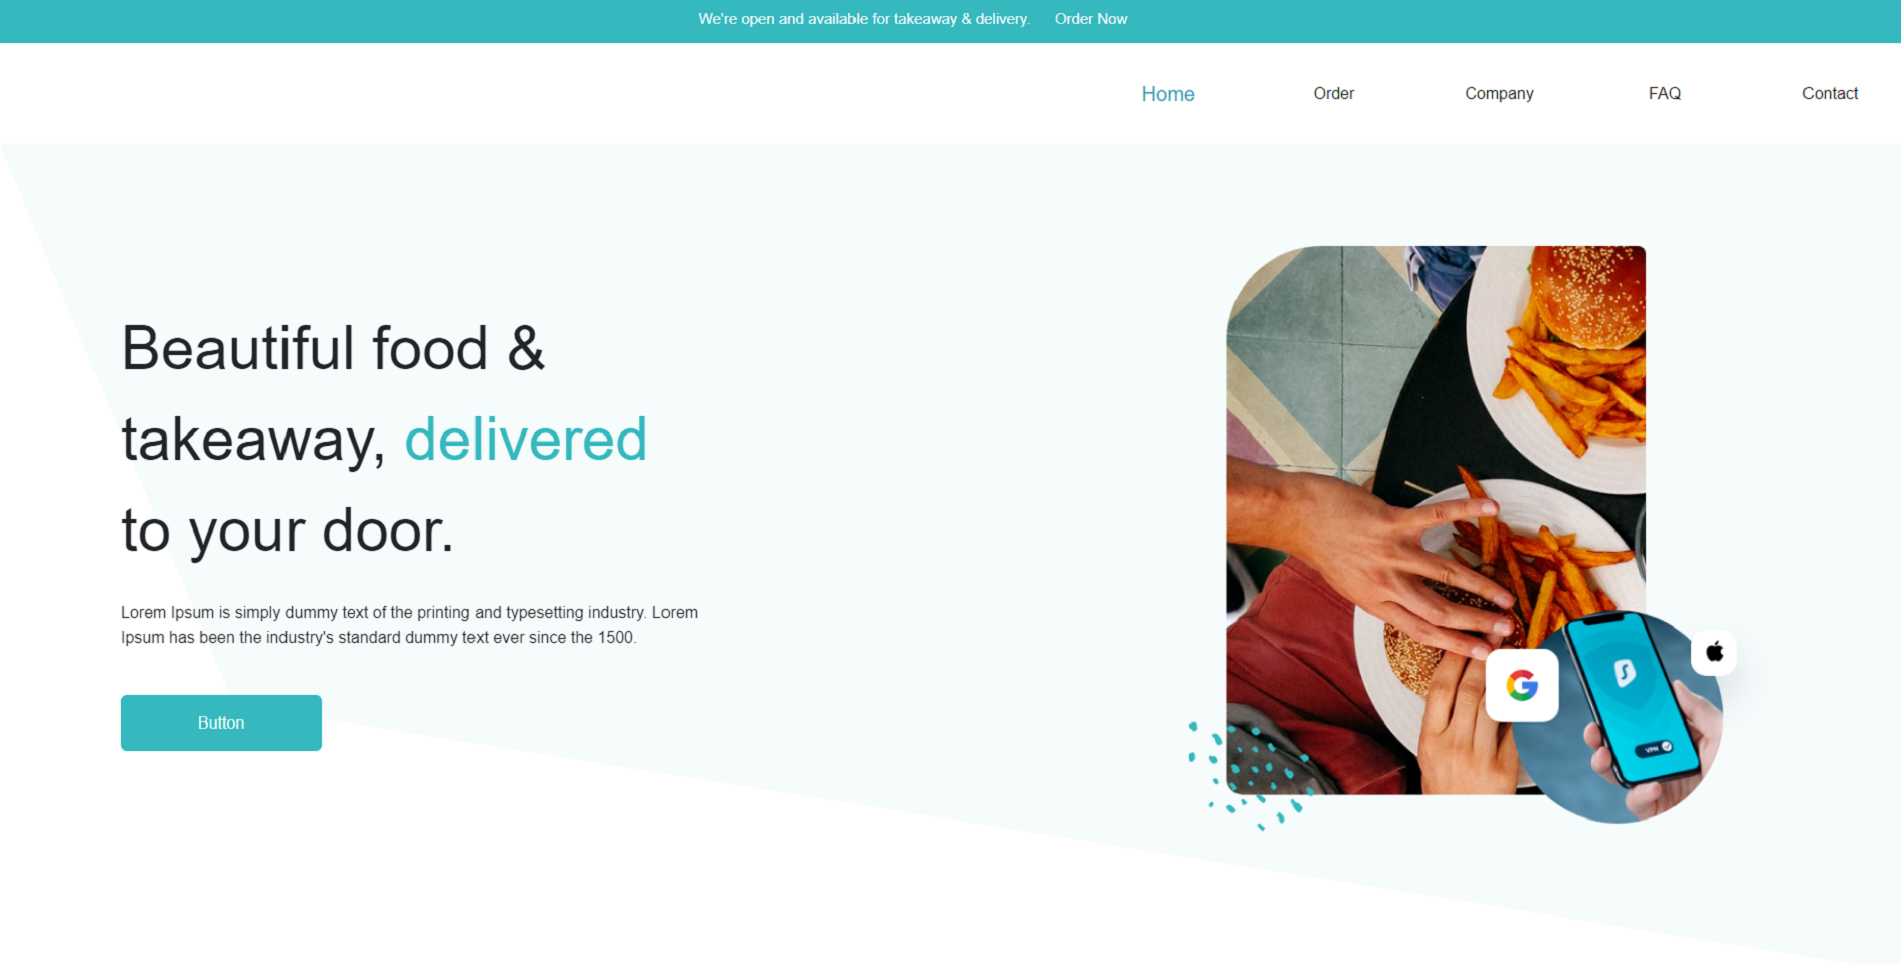 We're open and available for takeaway & delivery. Order Now
Home Order Company FAQ Contact
Beautiful food &
takeaway, delivered
to your door.
Lorem Ipsum is simply dummy text of the printing and typesetting industry. Lorem
Ipsum has been the industry's standard dummy text ever since the 1500.
Button
G
VPN